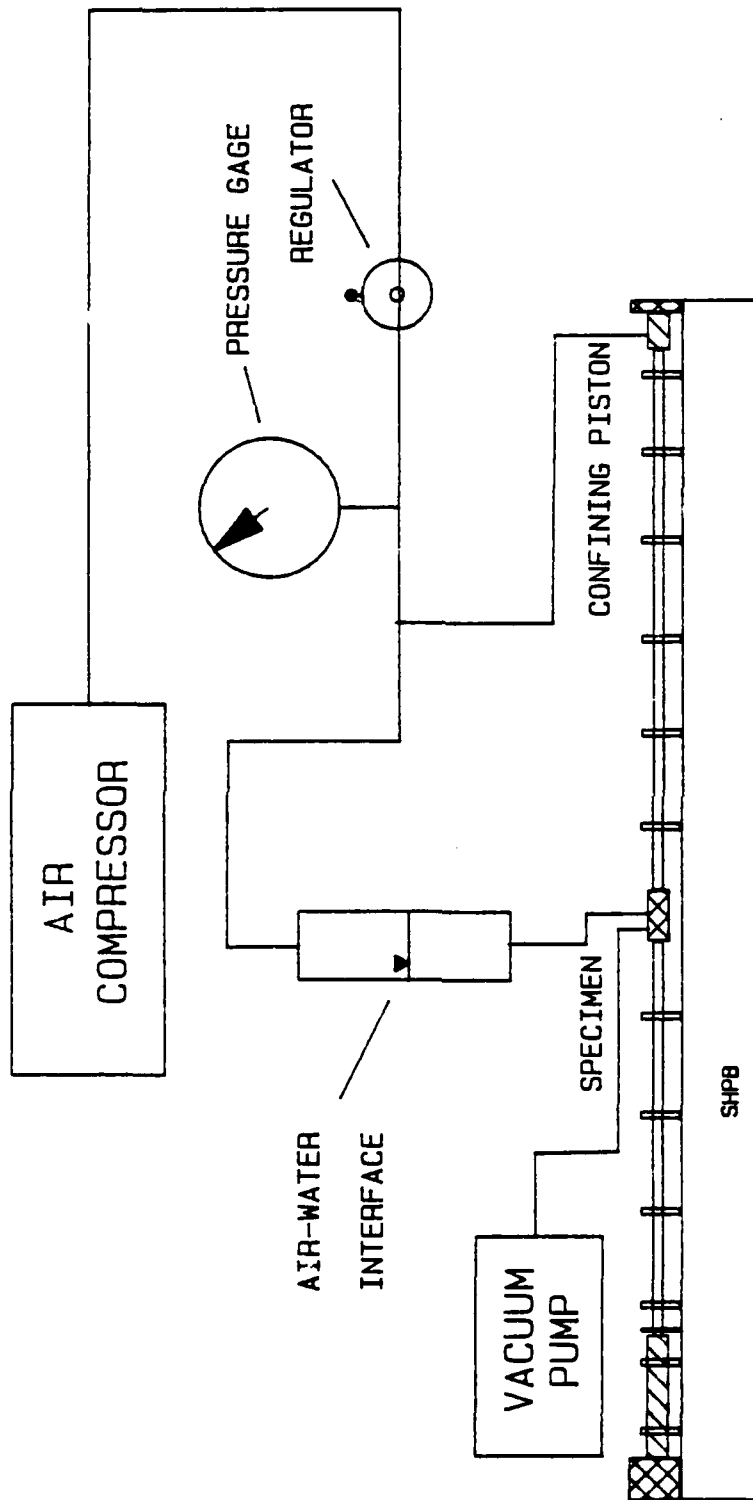 AIR
COMPRESSOR
PRESSURE GAGE
REGULATOR
AIR-WATER
INTERFACE
CONFINING PISTON
SPECIMEN
VACUUM
PUMP
SHPB